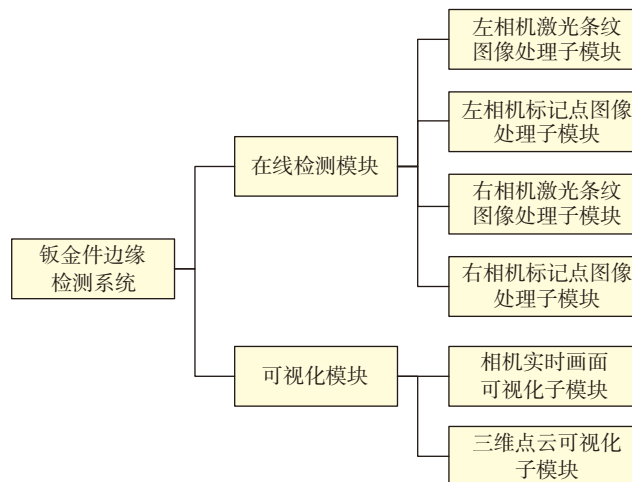 钣金件边缘
检测系统
在线检测模块
左相机激光条纹
图像处理子模块
左相机标记点图像
处理子模块
右相机激光条纹
图像处理子模块
右相机标记点图像
处理子模块
可视化模块
相机实时画面
可视化子模块
三维点云可视化
子模块